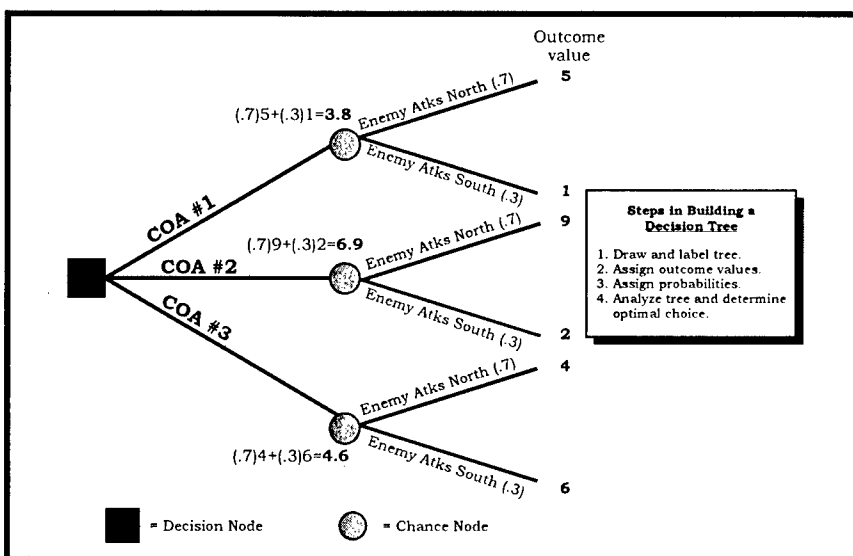 Outcome
value
Enemy Atks North (.7)
5
(.7)5+(.3)1=3.8
Enemy Atks South (.3)
1
COA #1
Enemy Atks North (.7)
9
(.7)9+(.3)2=6.9
COA #2
Enemy Atks South (.3)
2
COA #3
Enemy Atks North (.7)
4
(.7)4+(.3)6=4.6
Enemy Atks South (.3)
6
Steps in Building a
Decision Tree
1. Draw and label tree.
2. Assign outcome values.
3. Assign probabilities.
4. Analyze tree and determine
optimal choice.
= Decision Node
= Chance Node